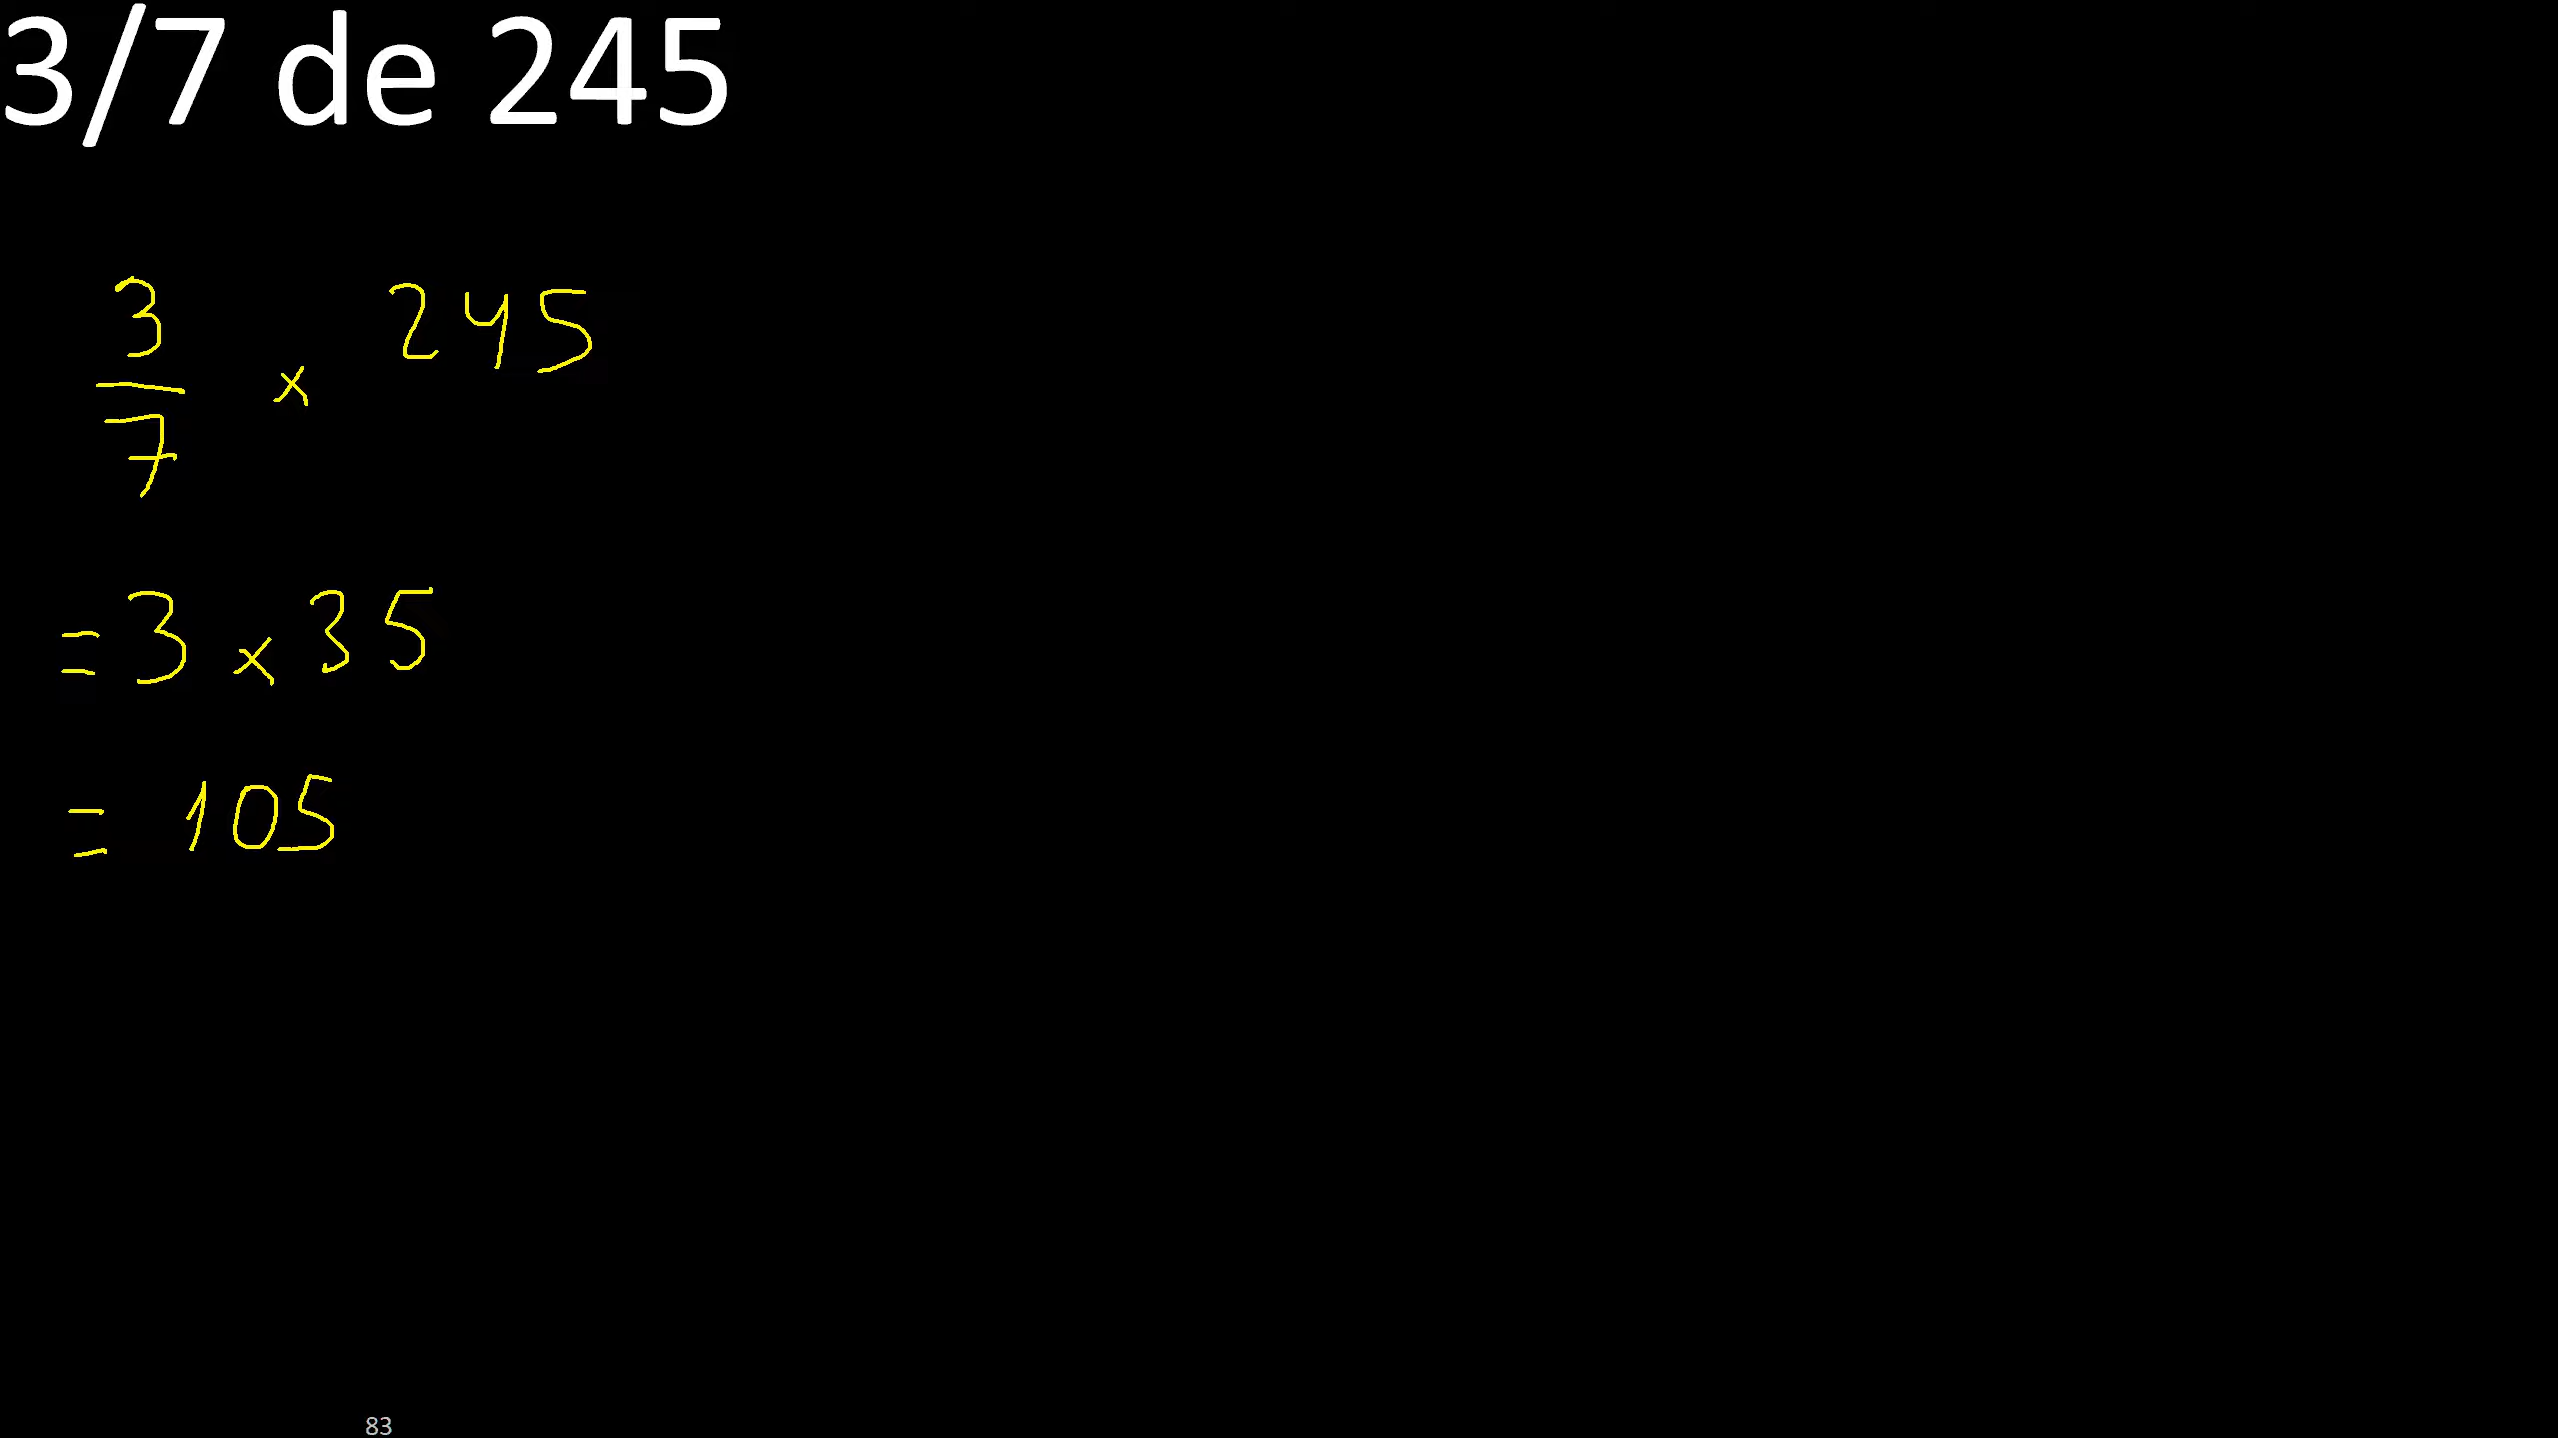 3/7 de 245
3/7 × 245
= 3 × 35
= 105
83